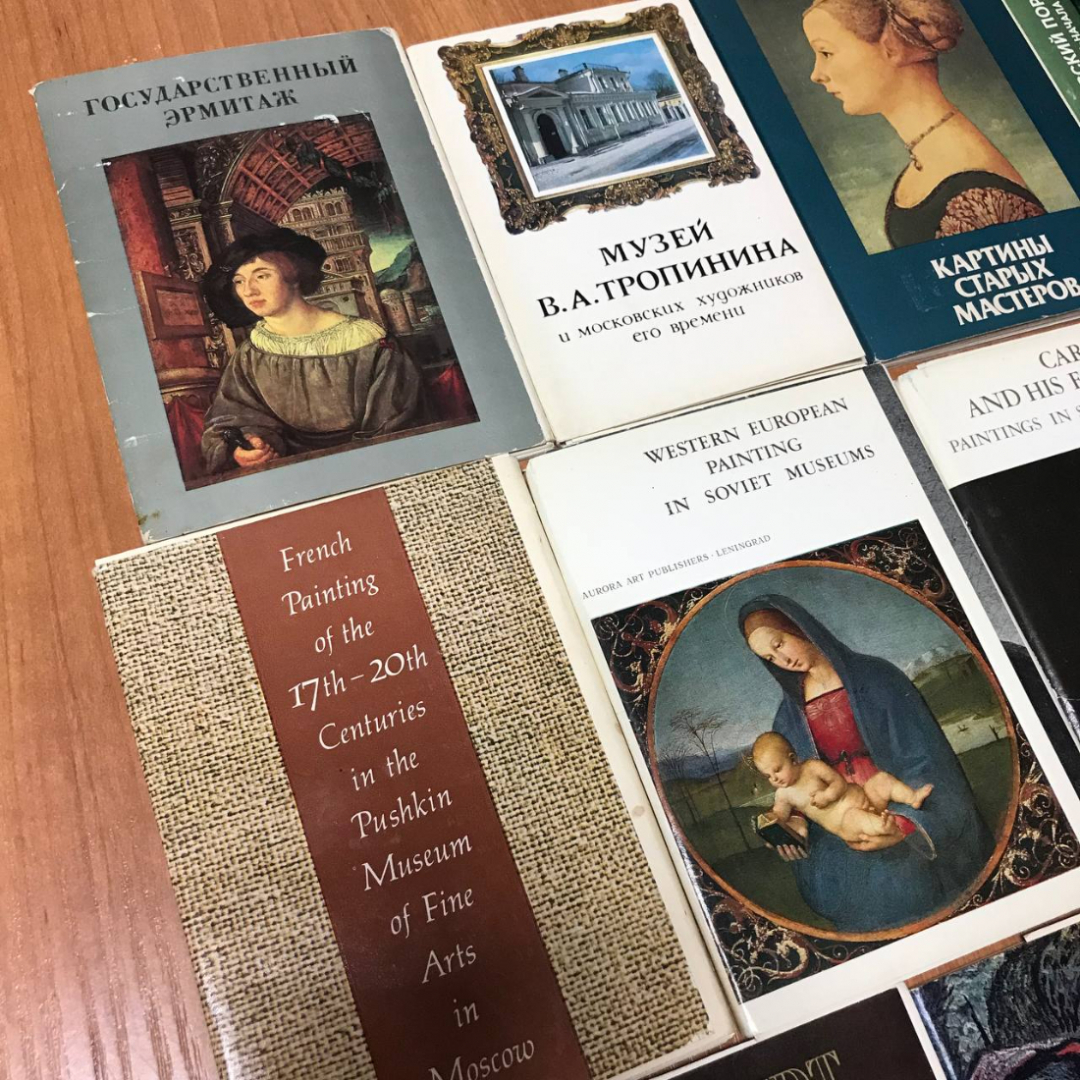 ГОСУДАРСТВЕННЫЙ
ЭРМИТАЖ
МУЗЕЙ
В.А.ТРОПИНИНА
и московских художников
его времени
КАРТИНЫ
СТАРЫХ
МАСТЕРОВ
НАЧАЛА
French
Painting
of the
17th–20th
Centuries
in the
Pushkin
Museum
of Fine
Arts
in
Moscow
WESTERN EUROPEAN
PAINTING
IN SOVIET MUSEUMS
AURORA ART PUBLISHERS · LENINGRAD
AND HIS
PAINTINGS IN